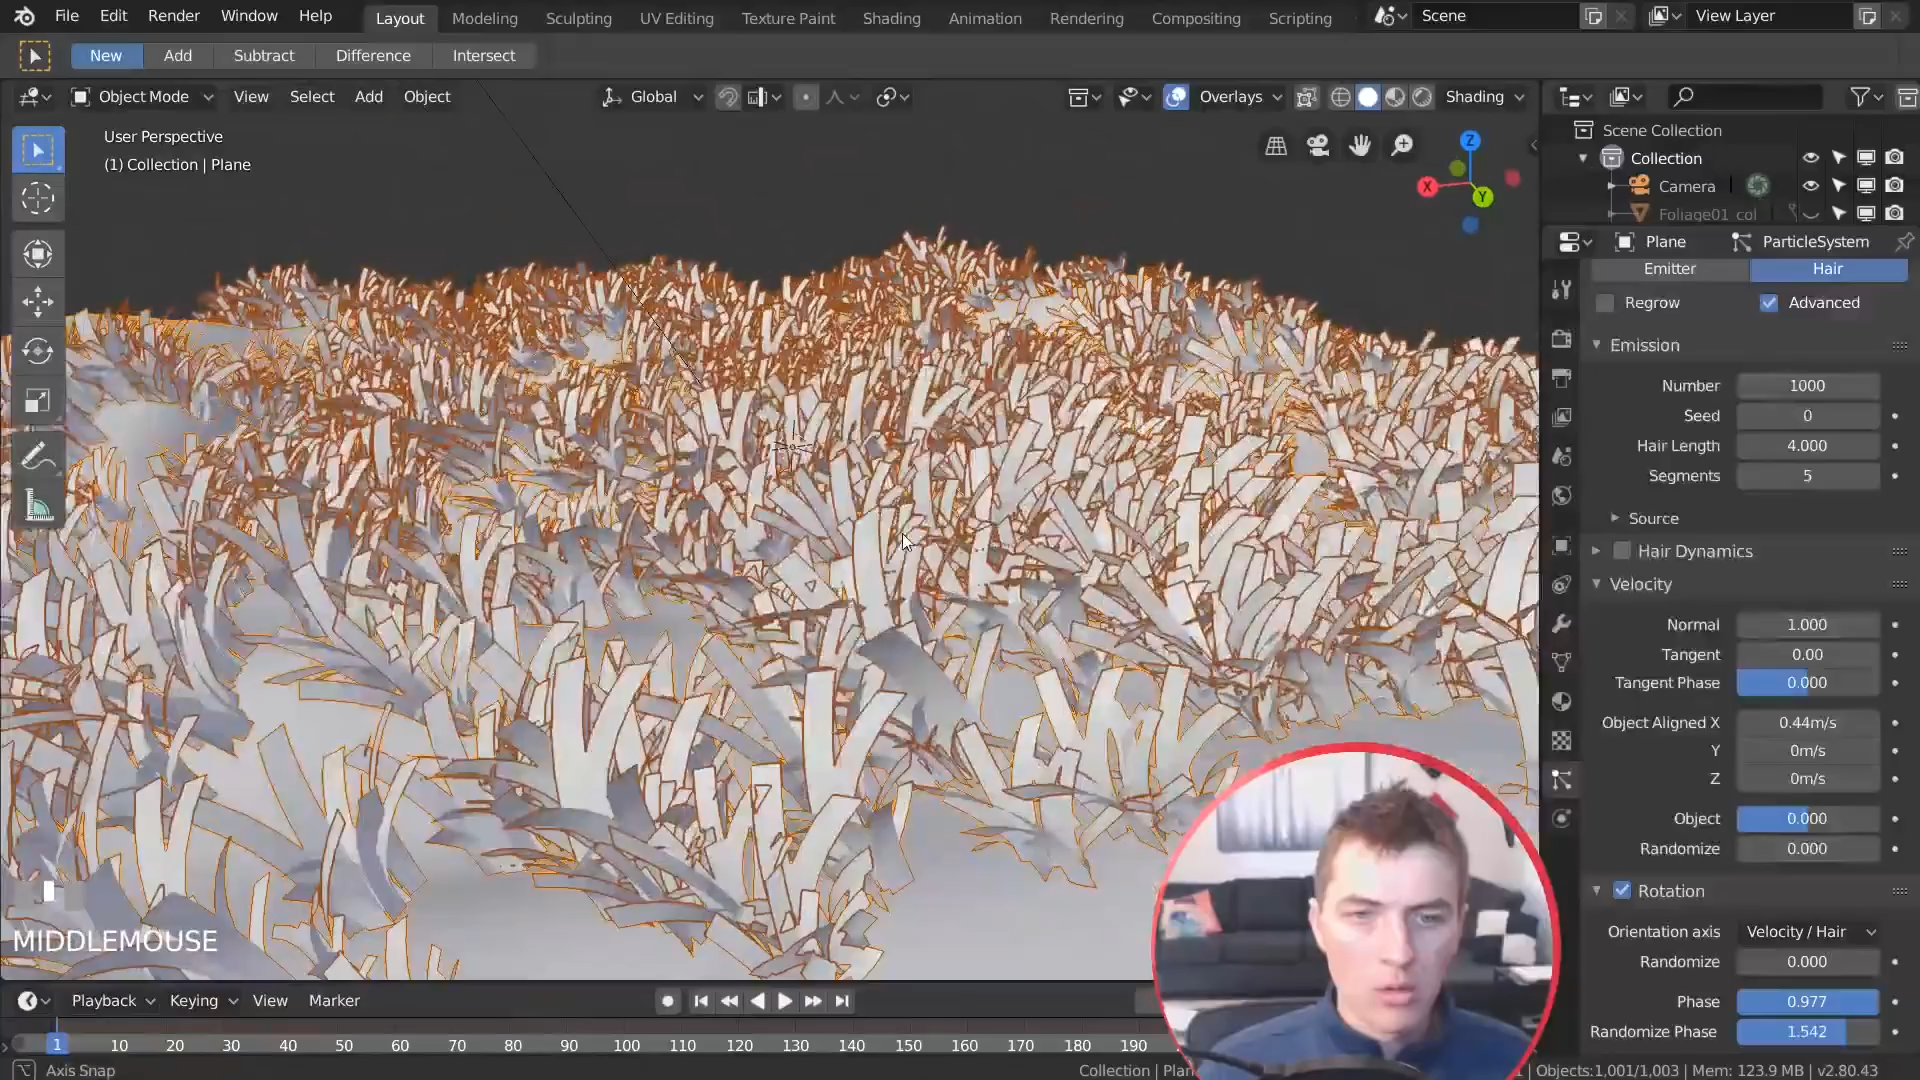 File Edit Render Window Help Layout Modeling Sculpting UV Editing Texture Paint Shading Animation Rendering Compositing Scripting Scene View Layer
New Add Subtract Difference Intersect
Object Mode View Select Add Object Global Overlays Shading
User Perspective
(1) Collection | Plane
Z
X
Y
Scene Collection
Collection
Camera
Foliage01_col
Plane ParticleSystem
Emitter Hair
Regrow Advanced
Emission
Number 1000
Seed 0
Hair Length 4.000
Segments 5
Source
Hair Dynamics
Velocity
Normal 1.000
Tangent 0.00
Tangent Phase 0.000
Object Aligned X 0.44m/s
Y 0m/s
Z 0m/s
Object 0.000
Randomize 0.000
Rotation
Orientation axis Velocity / Hair
Randomize 0.000
Phase 0.977
Randomize Phase 1.542
MIDDLEMOUSE
Playback Keying View Marker
1 10 20 30 40 50 60 70 80 90 100 110 120 130 140 150 160 170 180 190
Axis Snap Collection | Plan | Objects:1,001/1,003 | Mem: 123.9 MB | v2.80.43